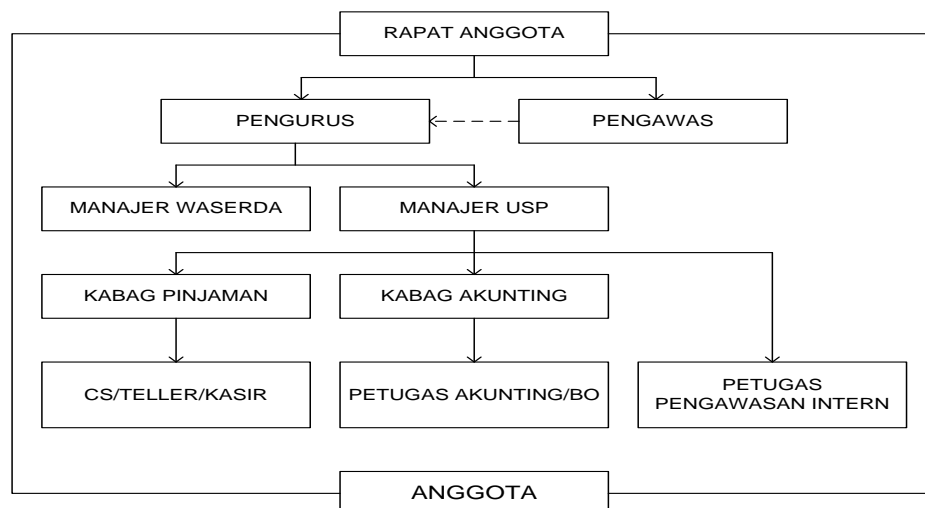 RAPAT ANGGOTA
PENGURUS
PENGAWAS
MANAJER WASERDA
MANAJER USP
KABAG PINJAMAN
KABAG AKUNTING
CS/TELLER/KASIR
PETUGAS AKUNTING/BO
PETUGAS
PENGAWASAN INTERN
ANGGOTA